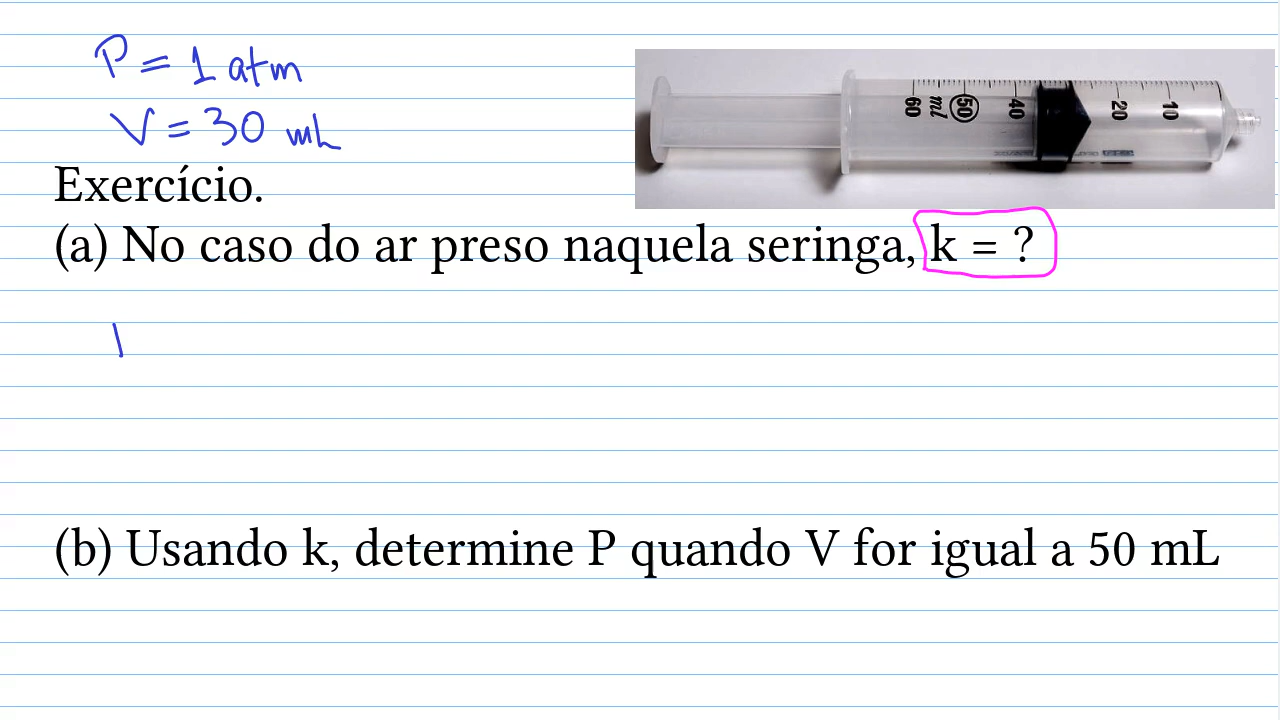 P = 1 atm
V = 30 mL
60 ml 50 40 20 10
Exercício.
(a) No caso do ar preso naquela seringa, k = ?
(b) Usando k, determine P quando V for igual a 50 mL